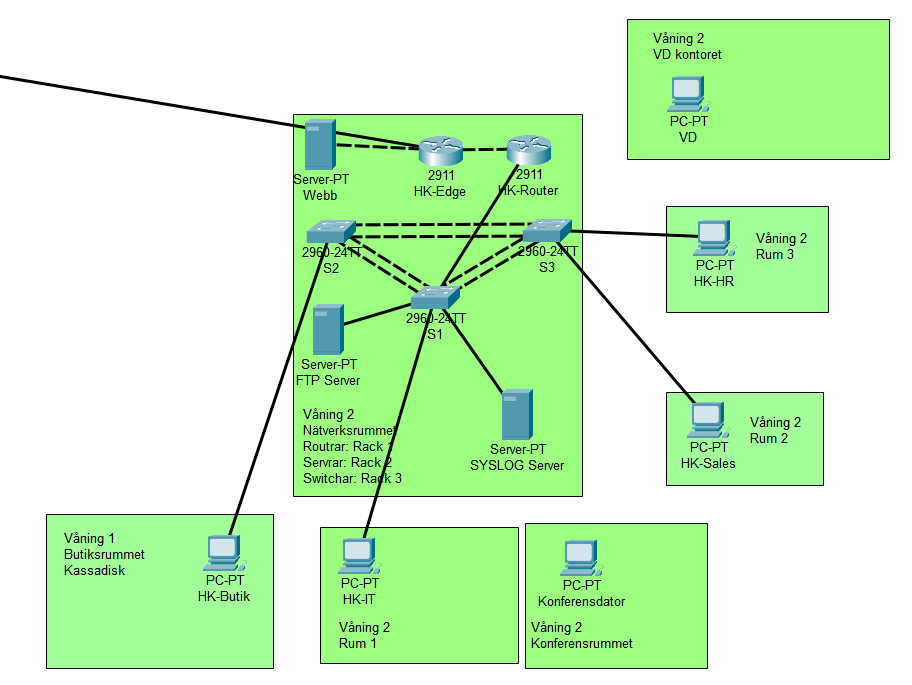 Våning 2
VD kontoret
PC-PT
VD
Server-PT
Webb
2911
HK-Edge
2911
HK-Router
2960-24TT
S2
2960-24TT
S3
2960-24TT
S1
PC-PT
HK-HR
Våning 2
Rum 3
Server-PT
FTP Server
Server-PT
SYSLOG Server
Våning 2
Nätverksrummet
Routrar: Rack 1
Servrar: Rack 2
Switchar: Rack 3
PC-PT
HK-Sales
Våning 2
Rum 2
Våning 1
Butiksrummet
Kassadisk
PC-PT
HK-Butik
PC-PT
HK-IT
Våning 2
Rum 1
PC-PT
Konferensdator
Våning 2
Konferensrummet